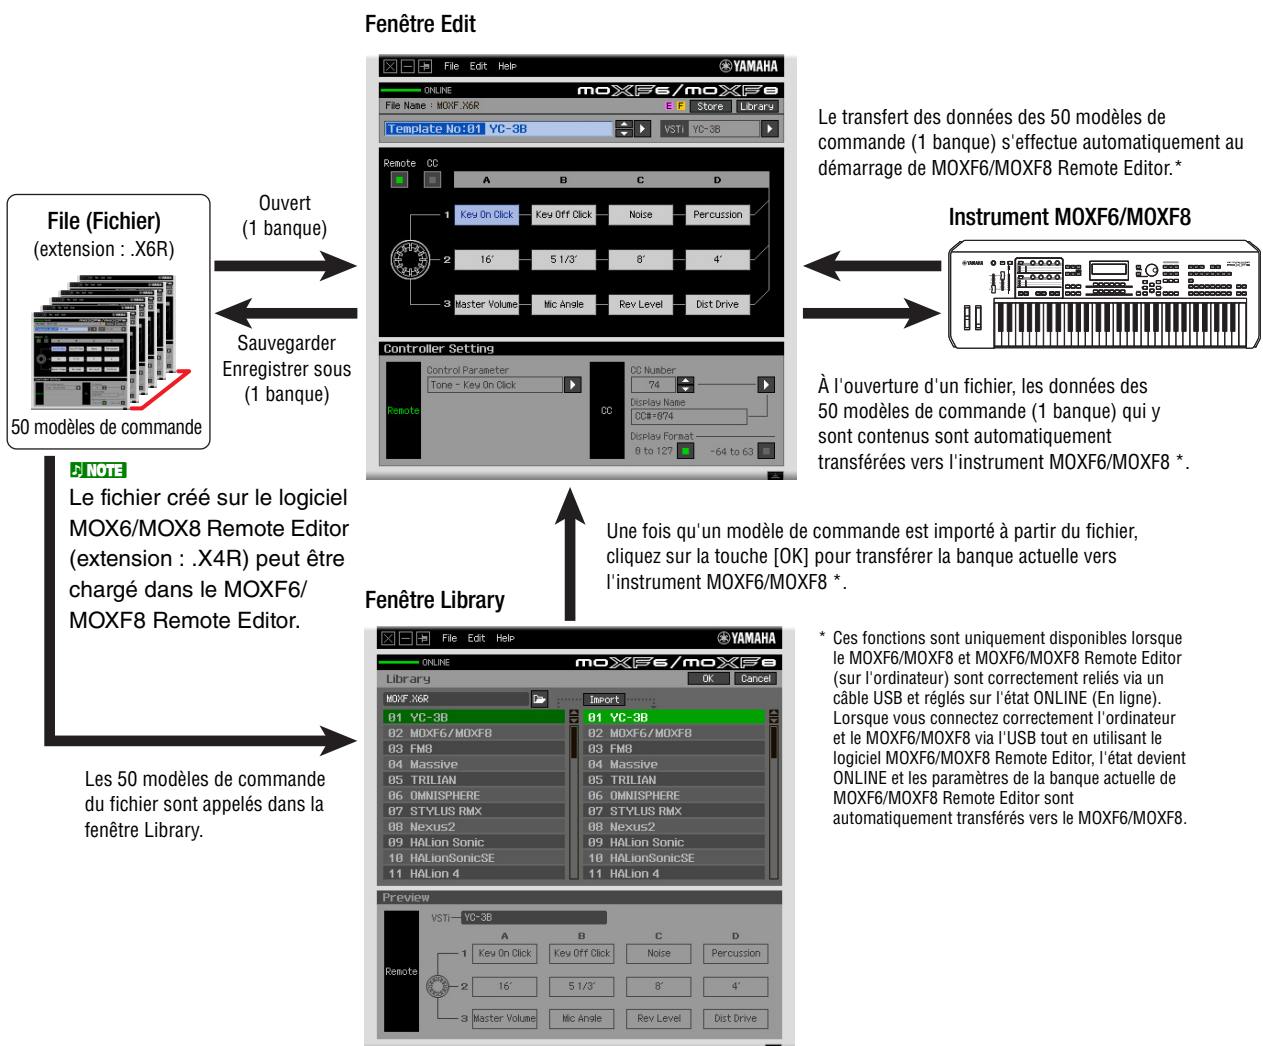 Fenêtre Edit
File Edit Help
YAMAHA
ONLINE
MOXF6/MOXF8
File Name : MOXF.X6R
E F Store Library
Template No:01 YC-3B
VSTi YC-3B
Remote CC
A B C D
1 Key On Click Key Off Click Noise Percussion
2 16' 5 1/3' 8' 4'
3 Master Volume Mic Angle Rev Level Dist Drive
Controller Setting
Control Parameter
Tone - Key On Click
Remote
CC
CC Number
74
Display Name
CC#=074
Display Format
0 to 127 -64 to 63
File (Fichier)
(extension : .X6R)
50 modèles de commande
Ouvert
(1 banque)
Sauvegarder
Enregistrer sous
(1 banque)
Le transfert des données des 50 modèles de
commande (1 banque) s'effectue automatiquement au
démarrage de MOXF6/MOXF8 Remote Editor.*
Instrument MOXF6/MOXF8
À l'ouverture d'un fichier, les données des
50 modèles de commande (1 banque) qui y
sont contenus sont automatiquement
transférées vers l'instrument MOXF6/MOXF8 *.
NOTE
Le fichier créé sur le logiciel
MOX6/MOX8 Remote Editor
(extension : .X4R) peut être
chargé dans le MOXF6/
MOXF8 Remote Editor.
Une fois qu'un modèle de commande est importé à partir du fichier,
cliquez sur la touche [OK] pour transférer la banque actuelle vers
l'instrument MOXF6/MOXF8 *.
Fenêtre Library
File Edit Help
YAMAHA
ONLINE
MOXF6/MOXF8
Library
OK Cancel
MOXF.X6R
Import
01 YC-3B 01 YC-3B
02 MOXF6/MOXF8 02 MOXF6/MOXF8
03 FM8 03 FM8
04 Massive 04 Massive
05 TRILIAN 05 TRILIAN
06 OMNISPHERE 06 OMNISPHERE
07 STYLUS RMX 07 STYLUS RMX
08 Nexus2 08 Nexus2
09 HALion Sonic 09 HALion Sonic
10 HALionSonicSE 10 HALionSonicSE
11 HALion 4 11 HALion 4
Preview
VSTi YC-3B
A B C D
1 Key On Click Key Off Click Noise Percussion
Remote
2 16' 5 1/3' 8' 4'
3 Master Volume Mic Angle Rev Level Dist Drive
Les 50 modèles de commande
du fichier sont appelés dans la
fenêtre Library.
* Ces fonctions sont uniquement disponibles lorsque
le MOXF6/MOXF8 et MOXF6/MOXF8 Remote Editor
(sur l'ordinateur) sont correctement reliés via un
câble USB et réglés sur l'état ONLINE (En ligne).
Lorsque vous connectez correctement l'ordinateur
et le MOXF6/MOXF8 via l'USB tout en utilisant le
logiciel MOXF6/MOXF8 Remote Editor, l'état devient
ONLINE et les paramètres de la banque actuelle de
MOXF6/MOXF8 Remote Editor sont
automatiquement transférés vers le MOXF6/MOXF8.